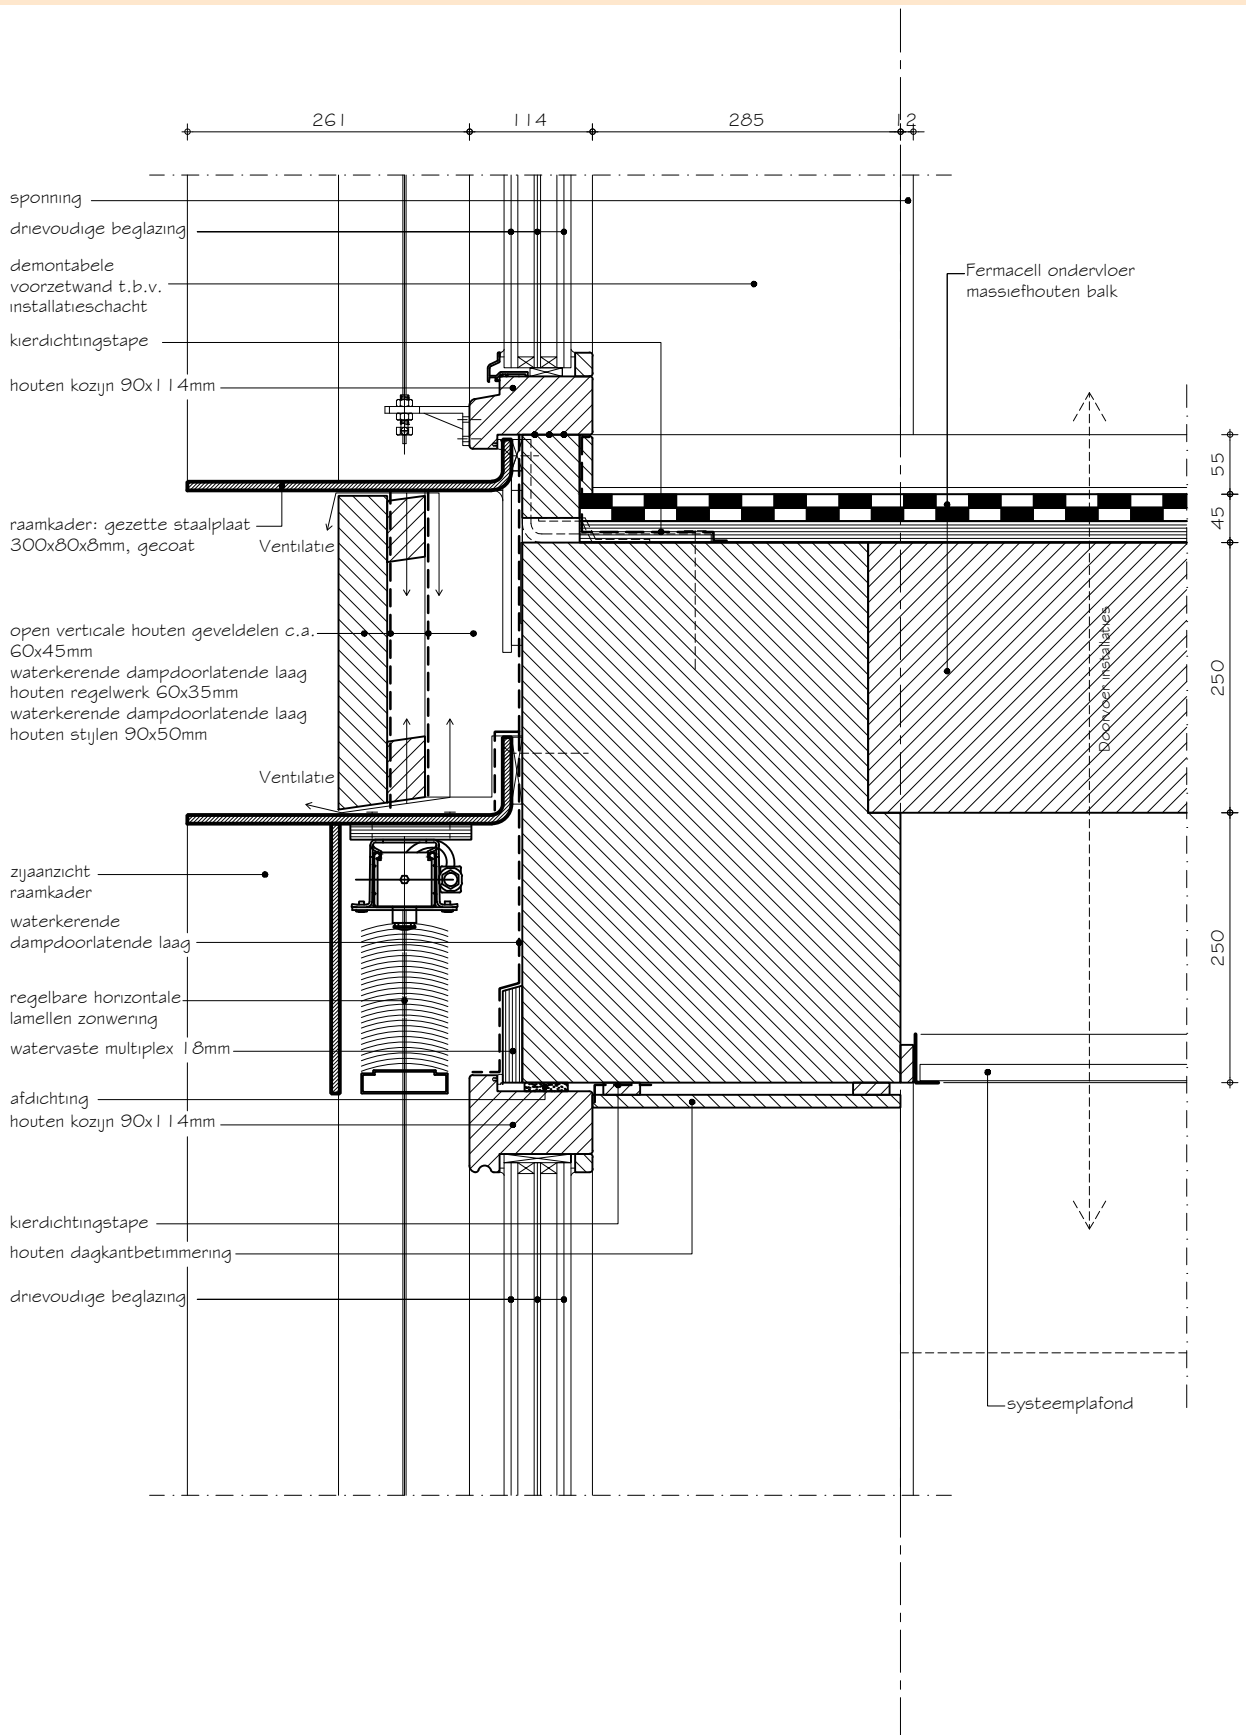 261
114
285
12
sponning
drievoudige beglazing
demontabele
voorzetwand t.b.v.
installatieschacht
Fermacell ondervloer
massiefhouten balk
kierdichtingstape
houten kozijn 90x114mm
55
raamkader: gezette staalplaat
300x80x8mm, gecoat
Ventilatie
45
open verticale houten geveldelen c.a.
60x45mm
waterkerende dampdoorlatende laag
houten regelwerk 60x35mm
waterkerende dampdoorlatende laag
houten stijlen 90x50mm
Doorvoer installaties
250
Ventilatie
zijaanzicht
raamkader
waterkerende
dampdoorlatende laag
250
regelbare horizontale
lamellen zonwering
watervaste multiplex 18mm
afdichting
houten kozijn 90x114mm
kierdichtingstape
houten dagkantbetimmering
drievoudige beglazing
systeemplafond